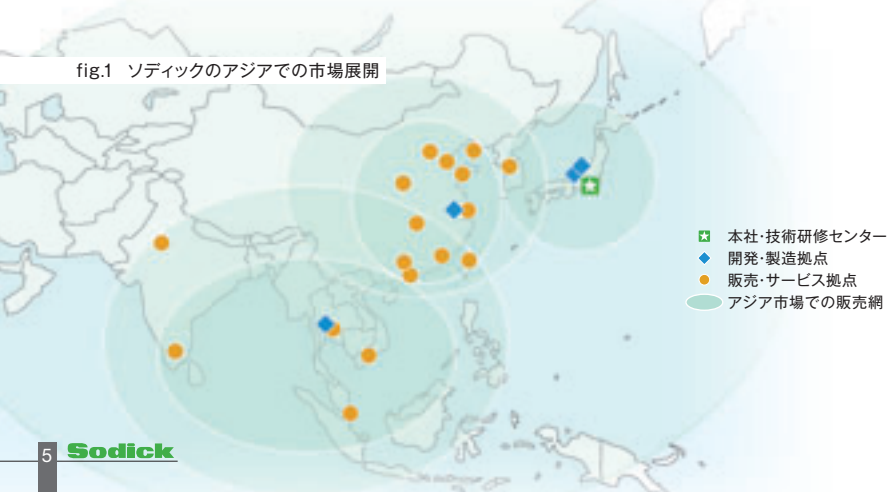 fig.1 ソディックのアジアでの市場展開
本社・技術研修センター
開発・製造拠点
販売・サービス拠点
アジア市場での販売網
5 Sodick